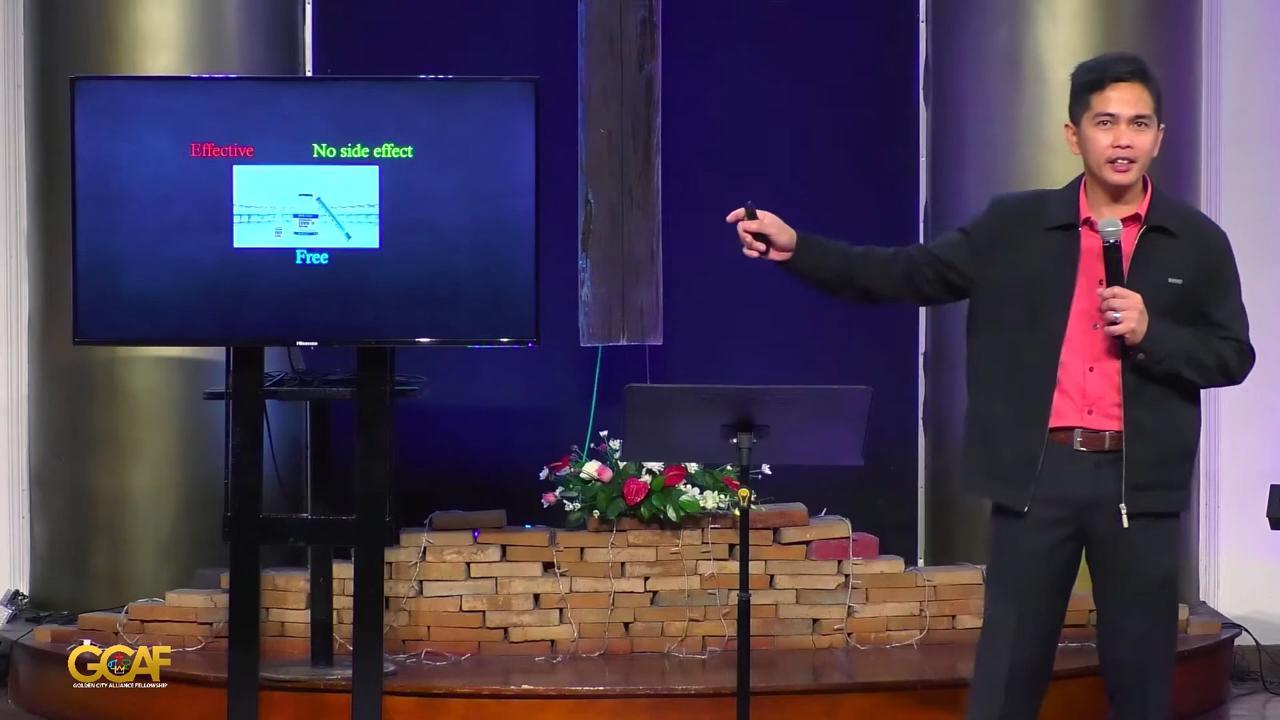 Effective
No side effect
Free
Hisense
GCAF
GOLDEN CITY ALLIANCE FELLOWSHIP